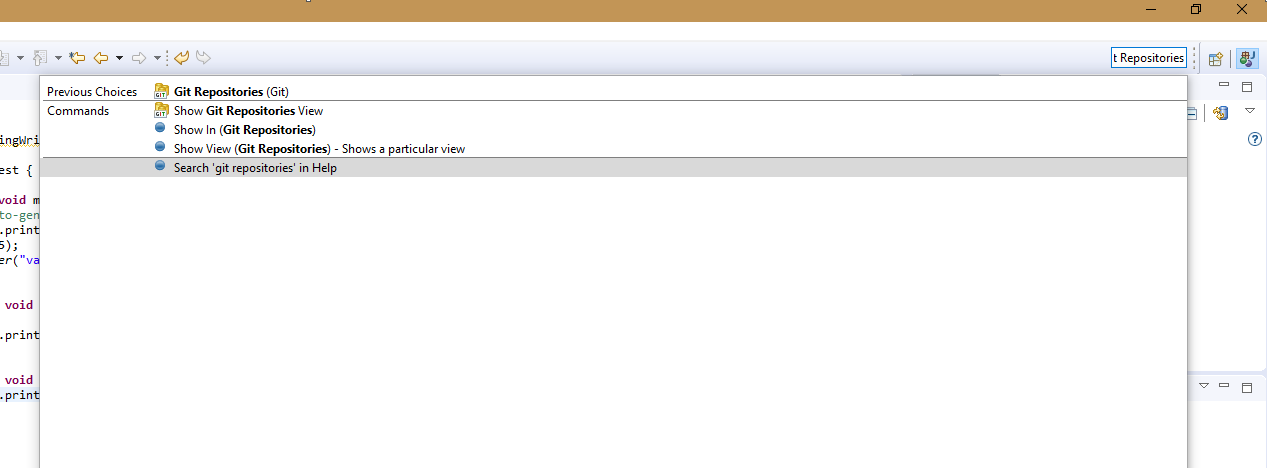 t Repositories
Previous Choices GIT Git Repositories (Git)
Commands GIT Show Git Repositories View
Show In (Git Repositories)
Show View (Git Repositories) - Shows a particular view
Search 'git repositories' in Help
ingWri
est {
void m
to-gen
.print
5);
er("va
void
.print
void
.print